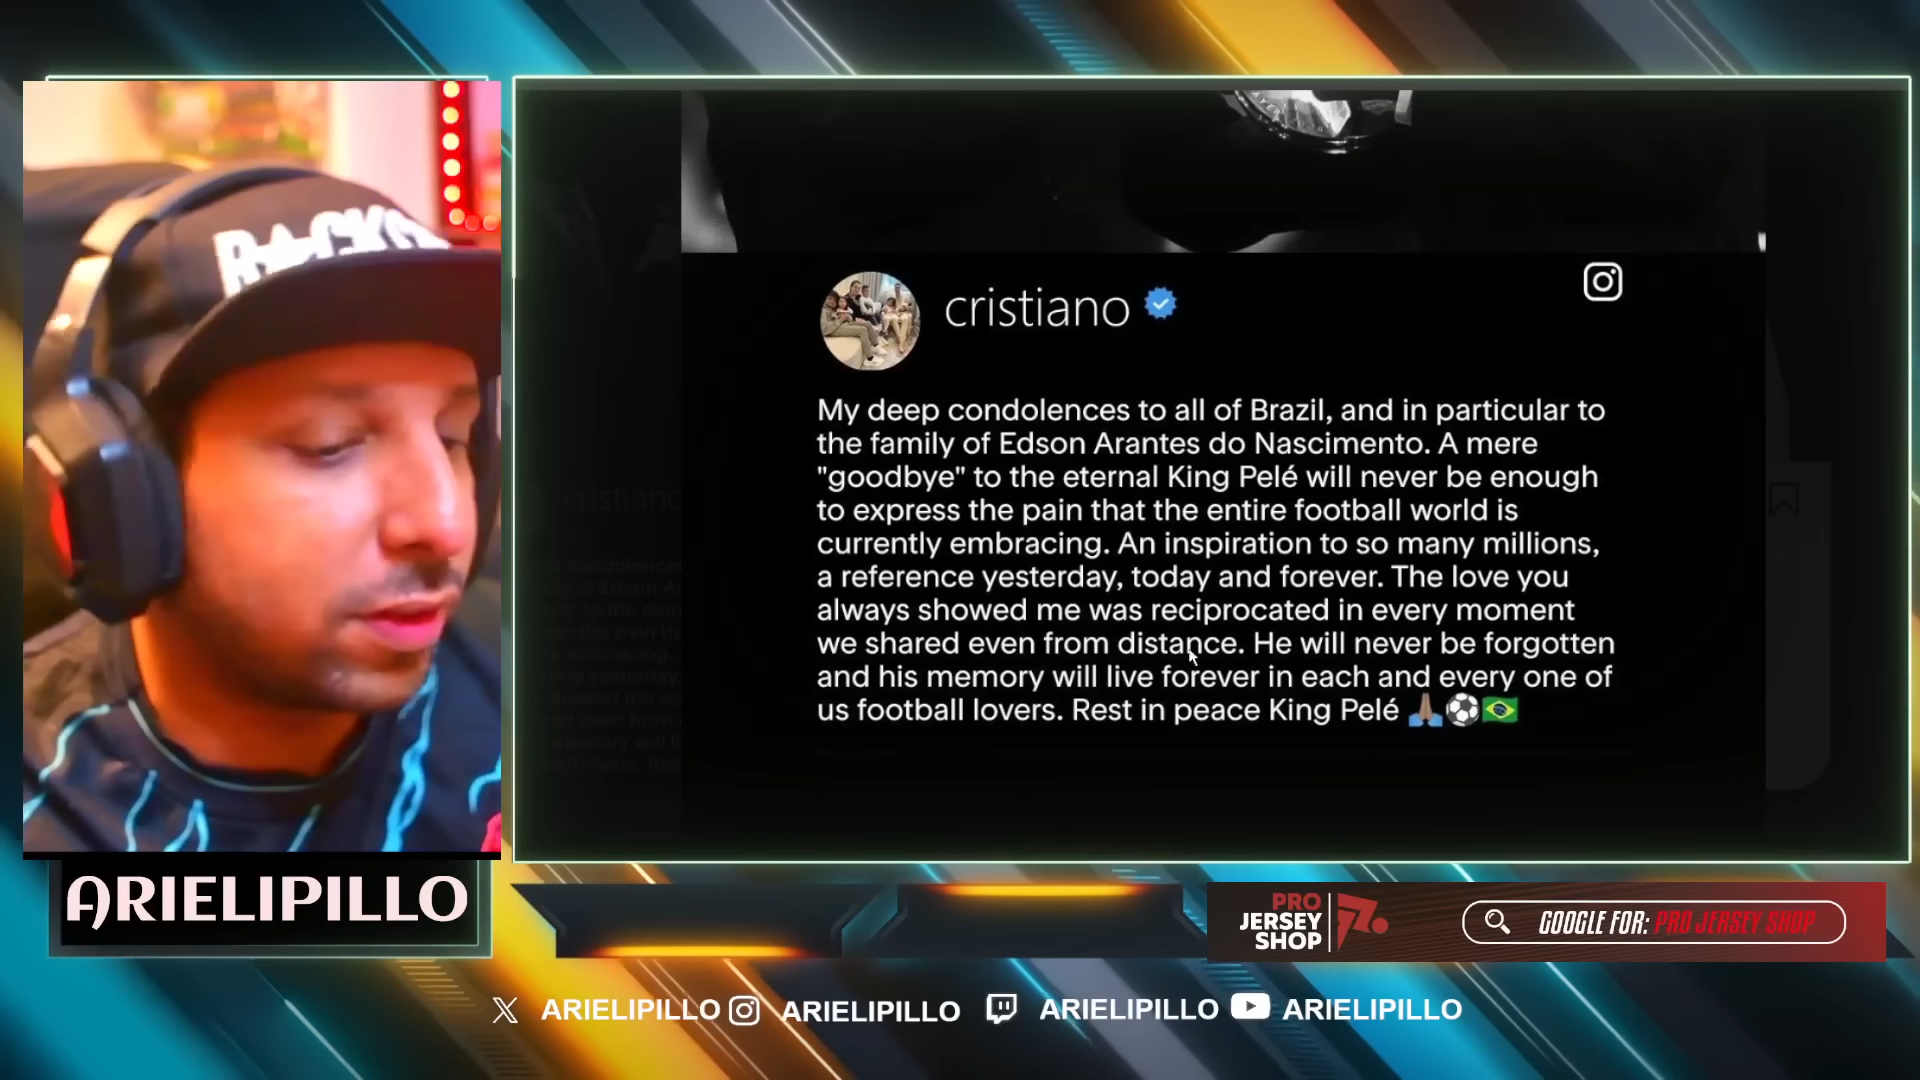 cristiano
My deep condolences to all of Brazil, and in particular to
the family of Edson Arantes do Nascimento. A mere
"goodbye" to the eternal King Pelé will never be enough
to express the pain that the entire football world is
currently embracing. An inspiration to so many millions,
a reference yesterday, today and forever. The love you
always showed me was reciprocated in every moment
we shared even from distance. He will never be forgotten
and his memory will live forever in each and every one of
us football lovers. Rest in peace King Pelé 🙏🏽⚽🇧🇷
cristiano
ARIELIPILLO
PRO
JERSEY
SHOP
GOOGLE FOR: PRO JERSEY SHOP
ARIELIPILLO
ARIELIPILLO
ARIELIPILLO
ARIELIPILLO